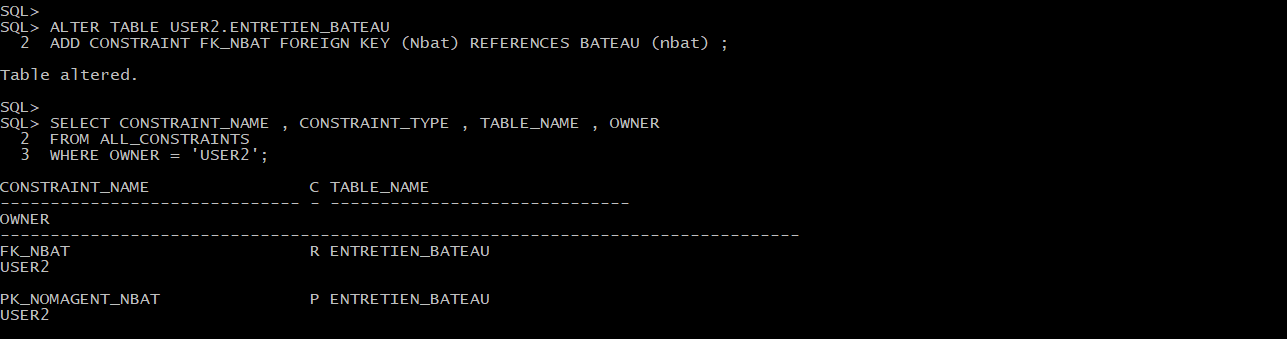 SQL>
SQL> ALTER TABLE USER2.ENTRETIEN_BATEAU
  2  ADD CONSTRAINT FK_NBAT FOREIGN KEY (Nbat) REFERENCES BATEAU (nbat) ;
Table altered.
SQL>
SQL> SELECT CONSTRAINT_NAME , CONSTRAINT_TYPE , TABLE_NAME , OWNER
  2  FROM ALL_CONSTRAINTS
  3  WHERE OWNER = 'USER2';
CONSTRAINT_NAME                C TABLE_NAME
------------------------------ - ------------------------------
OWNER
--------------------------------------------------------------------------------
FK_NBAT                        R ENTRETIEN_BATEAU
USER2
PK_NOMAGENT_NBAT               P ENTRETIEN_BATEAU
USER2